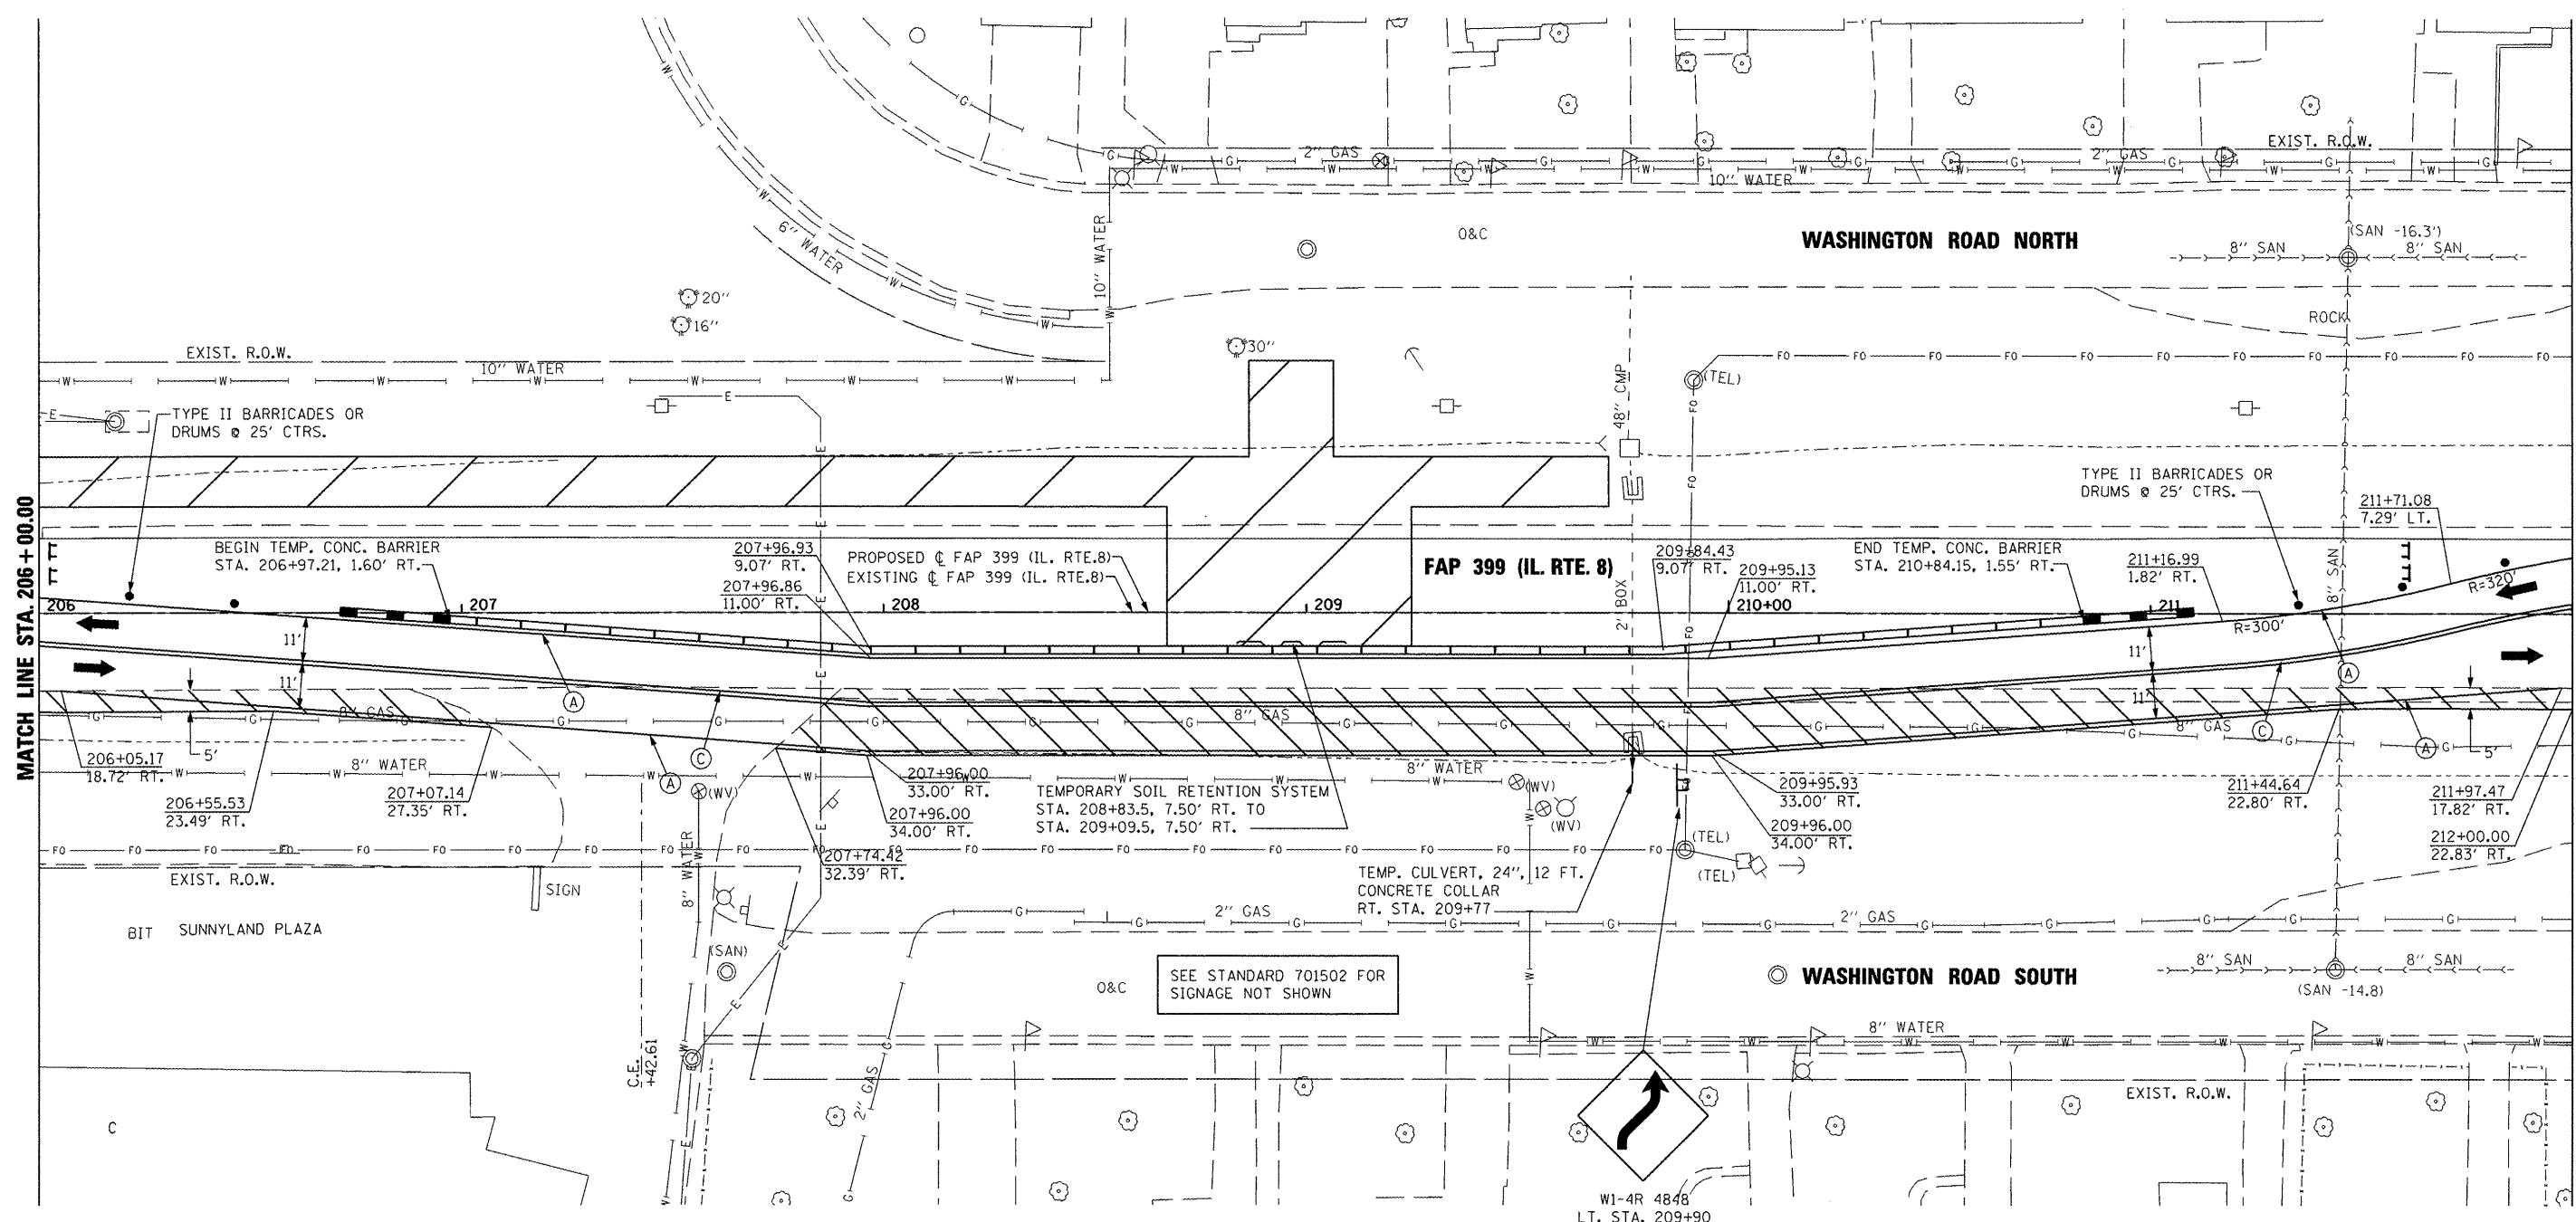 EXIST. R.O.W.
2" GAS
2" GAS
10" WATER
6" WATER
10" WATER
O&C
WASHINGTON ROAD NORTH
(SAN -16.3')
8" SAN
8" SAN
20"
16"
30"
ROCK
EXIST. R.O.W.
10" WATER
48" CMP
(TEL)
TYPE II BARRICADES OR
DRUMS @ 25' CTRS.
TYPE II BARRICADES OR
DRUMS @ 25' CTRS.
211+71.08
7.29' LT.
MATCH LINE STA. 206+00.00
BEGIN TEMP. CONC. BARRIER
STA. 206+97.21, 1.60' RT.
207+96.93
9.07' RT.
207+96.86
11.00' RT.
PROPOSED ℄ FAP 399 (IL. RTE.8)
EXISTING ℄ FAP 399 (IL. RTE.8)
FAP 399 (IL. RTE. 8)
209+84.43
9.07' RT.
209+95.13
11.00' RT.
END TEMP. CONC. BARRIER
STA. 210+84.15, 1.55' RT.
211+16.99
1.82' RT.
8" SAN
R=320'
R=300'
206
207
208
209
210+00
211
2' BOX
11'
11'
11'
11'
A
A
C
A
C
A
8" GAS
8" GAS
8" GAS
5'
5'
206+05.17
18.72' RT.
206+55.53
23.49' RT.
8" WATER
207+07.14
27.35' RT.
(WV)
207+96.00
33.00' RT.
207+96.00
34.00' RT.
207+74.42
32.39' RT.
TEMPORARY SOIL RETENTION SYSTEM
STA. 208+83.5, 7.50' RT. TO
STA. 209+09.5, 7.50' RT.
8" WATER
(WV)
(WV)
209+95.93
33.00' RT.
209+96.00
34.00' RT.
211+44.64
22.80' RT.
211+97.47
17.82' RT.
212+00.00
22.83' RT.
(TEL)
(TEL)
TEMP. CULVERT, 24", 12 FT.
CONCRETE COLLAR
RT. STA. 209+77
EXIST. R.O.W.
SIGN
8" WATER
BIT SUNNYLAND PLAZA
(SAN)
2" GAS
2" GAS
O&C
SEE STANDARD 701502 FOR
SIGNAGE NOT SHOWN
WASHINGTON ROAD SOUTH
8" SAN
8" SAN
(SAN -14.8)
8" WATER
C.E.
+42.61
2" GAS
EXIST. R.O.W.
C
W1-4R 4848
LT. STA. 209+90